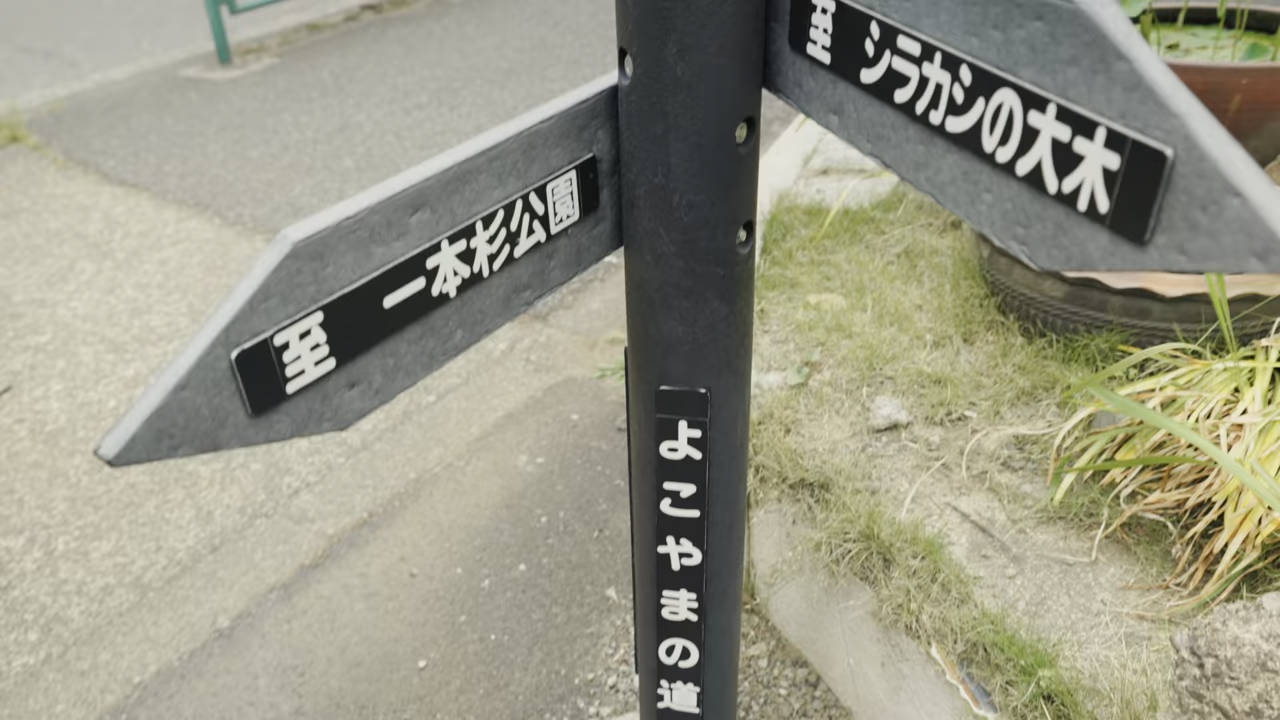 至 シラカシの大木
至 一本杉公園
よこやまの道